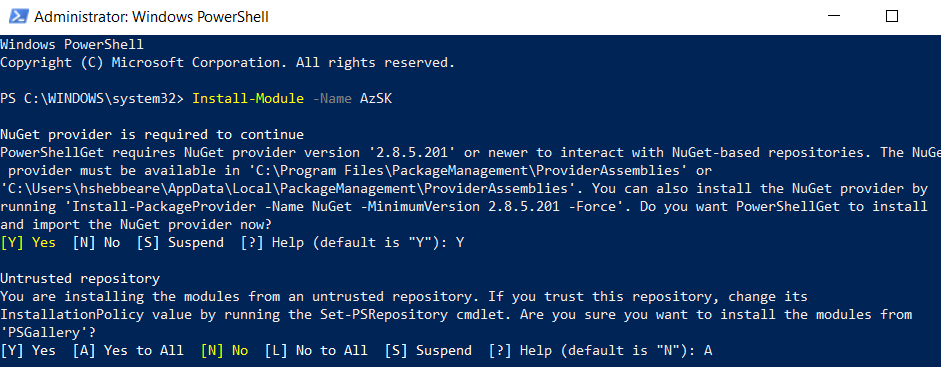 Administrator: Windows PowerShell
Windows PowerShell
Copyright (C) Microsoft Corporation. All rights reserved.
PS C:\WINDOWS\system32> Install-Module -Name AzSK
NuGet provider is required to continue
PowerShellGet requires NuGet provider version '2.8.5.201' or newer to interact with NuGet-based repositories. The NuGe
provider must be available in 'C:\Program Files\PackageManagement\ProviderAssemblies' or
'C:\Users\hshebbeare\AppData\Local\PackageManagement\ProviderAssemblies'. You can also install the NuGet provider by
running 'Install-PackageProvider -Name NuGet -MinimumVersion 2.8.5.201 -Force'. Do you want PowerShellGet to install
and import the NuGet provider now?
[Y] Yes  [N] No  [S] Suspend  [?] Help (default is "Y"): Y
Untrusted repository
You are installing the modules from an untrusted repository. If you trust this repository, change its
InstallationPolicy value by running the Set-PSRepository cmdlet. Are you sure you want to install the modules from
'PSGallery'?
[Y] Yes  [A] Yes to All  [N] No  [L] No to All  [S] Suspend  [?] Help (default is "N"): A